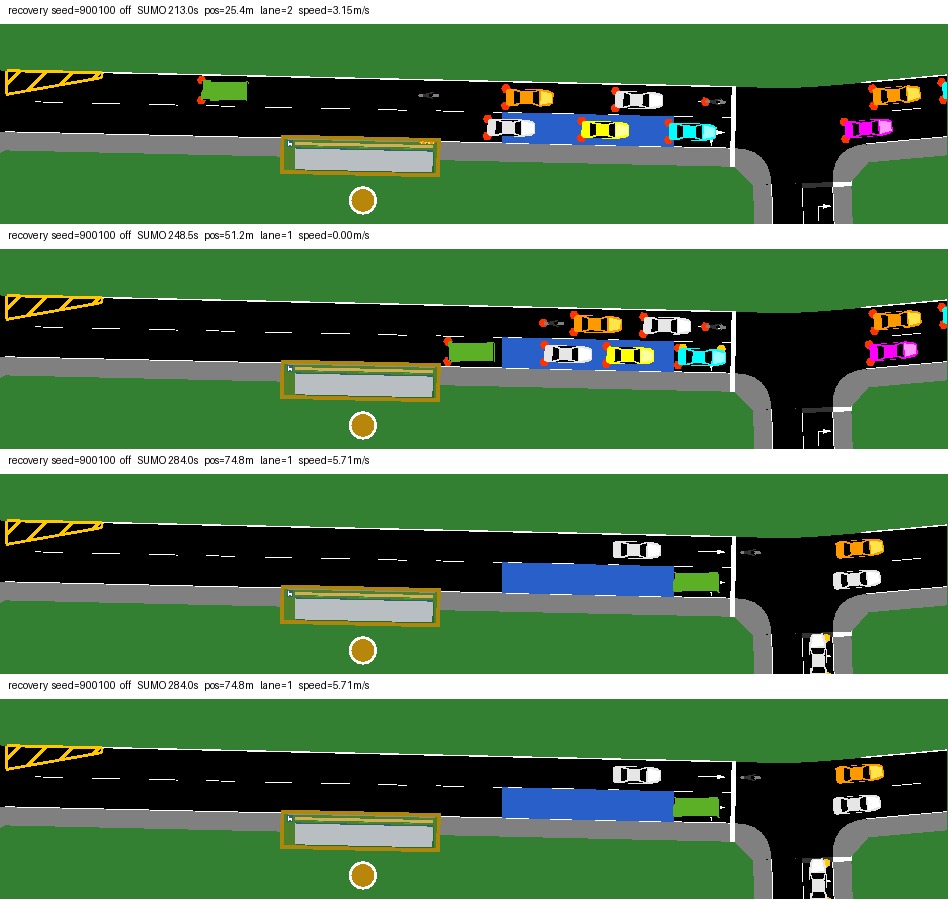 recovery seed=900100 off SUMO 213.0s pos=25.4m lane=2 speed=3.15m/s
recovery seed=900100 off SUMO 248.5s pos=51.2m lane=1 speed=0.00m/s
recovery seed=900100 off SUMO 284.0s pos=74.8m lane=1 speed=5.71m/s
recovery seed=900100 off SUMO 284.0s pos=74.8m lane=1 speed=5.71m/s